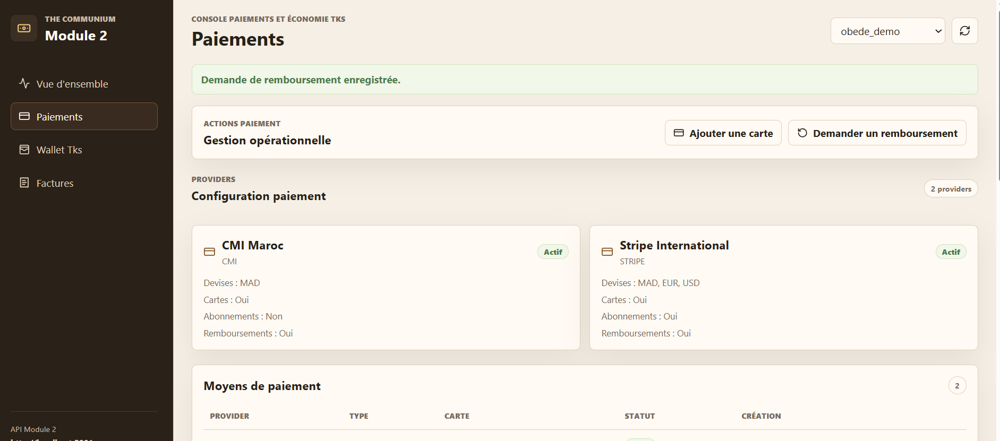 THE COMMUNIUM
Module 2
Vue d'ensemble
Paiements
Wallet Tks
Factures
API Module 2
CONSOLE PAIEMENTS ET ÉCONOMIE TKS
Paiements
obede_demo
Demande de remboursement enregistrée.
ACTIONS PAIEMENT
Gestion opérationnelle
Ajouter une carte
Demander un remboursement
PROVIDERS
Configuration paiement
2 providers
CMI Maroc
CMI
Actif
Devises : MAD
Cartes : Oui
Abonnements : Non
Remboursements : Oui
Stripe International
STRIPE
Actif
Devises : MAD, EUR, USD
Cartes : Oui
Abonnements : Oui
Remboursements : Oui
Moyens de paiement
2
PROVIDER TYPE CARTE STATUT CRÉATION